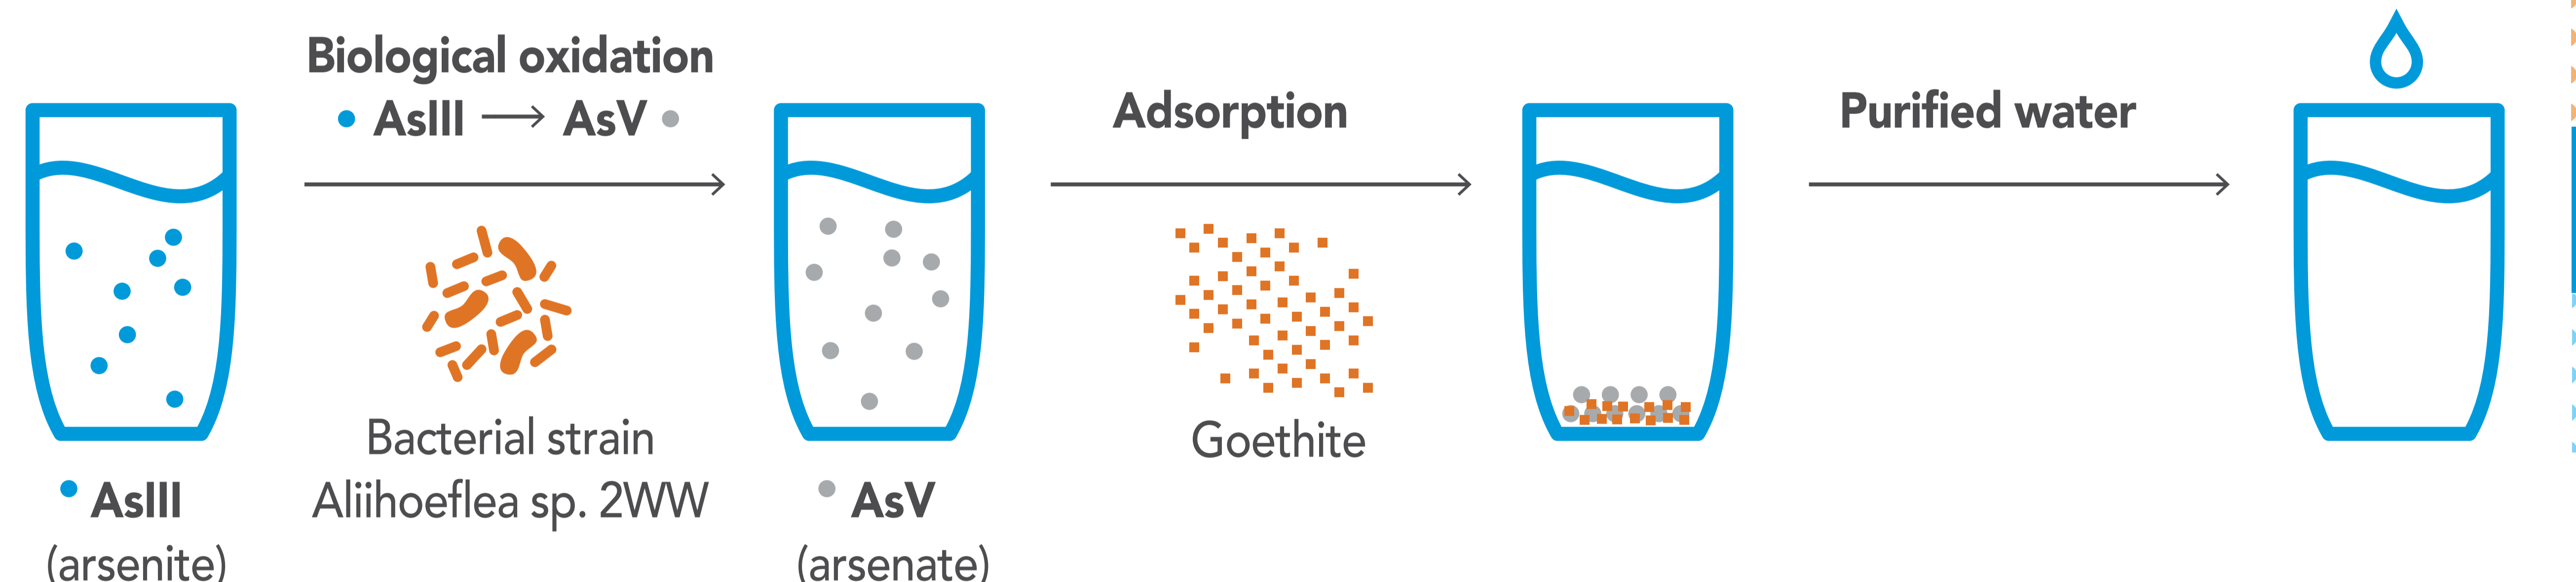 Biological oxidation
AsIII → AsV
Adsorption
Purified water
Bacterial strain
Aliihoeflea sp. 2WW
Goethite
AsIII
(arsenite)
AsV
(arsenate)